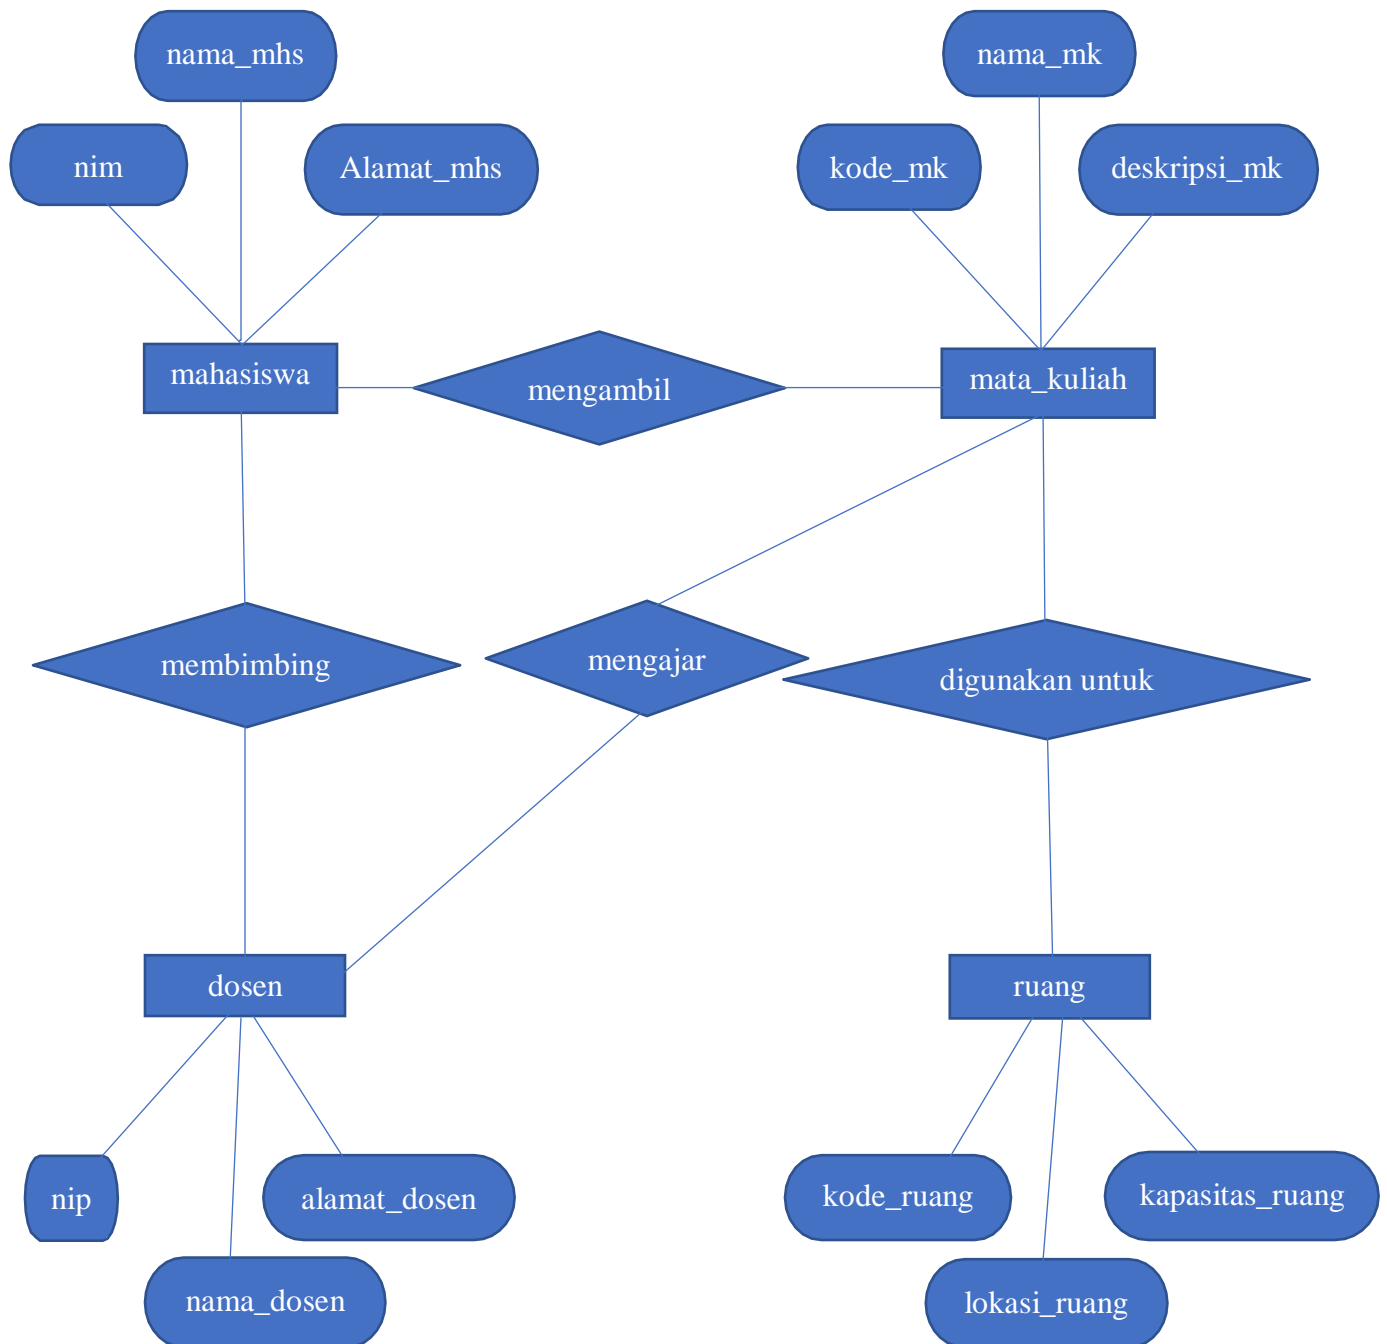 nama_mhs
nama_mk
nim
Alamat_mhs
kode_mk
deskripsi_mk
mahasiswa
mengambil
mata_kuliah
membimbing
mengajar
digunakan untuk
dosen
ruang
nip
alamat_dosen
kode_ruang
kapasitas_ruang
nama_dosen
lokasi_ruang